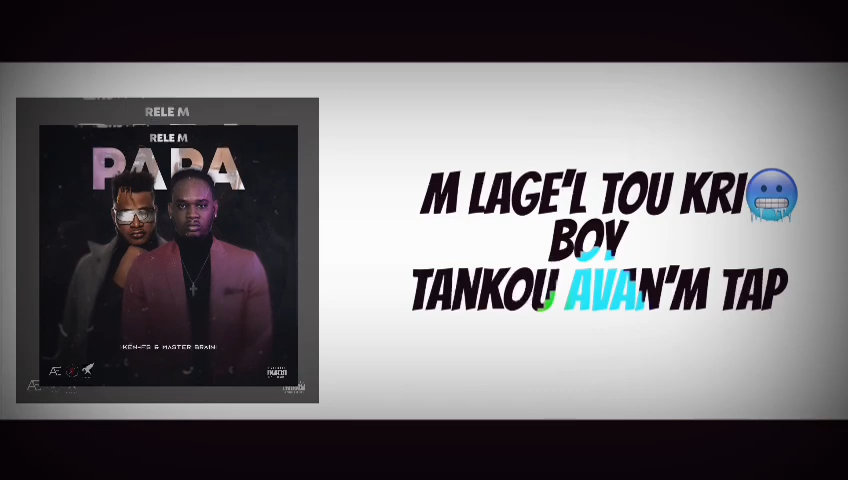 RELE M
RELE M
PAPA
KEN-FS & MASTER BRAIN
M LAGE'L TOU KRI🥶
BOY
TANKOU AVAN'M TAP